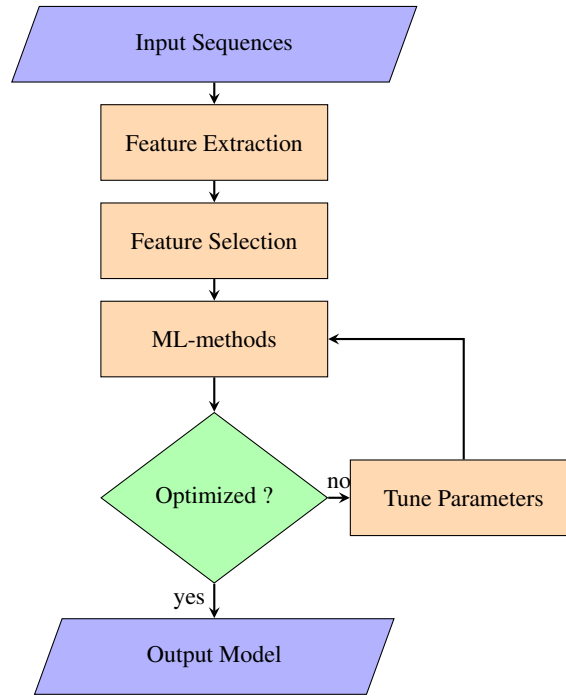 Input Sequences
Feature Extraction
Feature Selection
ML-methods
Optimized ?
no
Tune Parameters
yes
Output Model